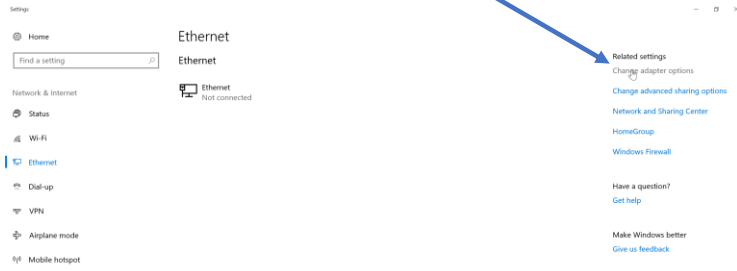 Settings
Home
Find a setting
Network & Internet
Status
Wi-Fi
Ethernet
Dial-up
VPN
Airplane mode
Mobile hotspot
Ethernet
Ethernet
Ethernet
Not connected
Related settings
Change adapter options
Change advanced sharing options
Network and Sharing Center
HomeGroup
Windows Firewall
Have a question?
Get help
Make Windows better
Give us feedback